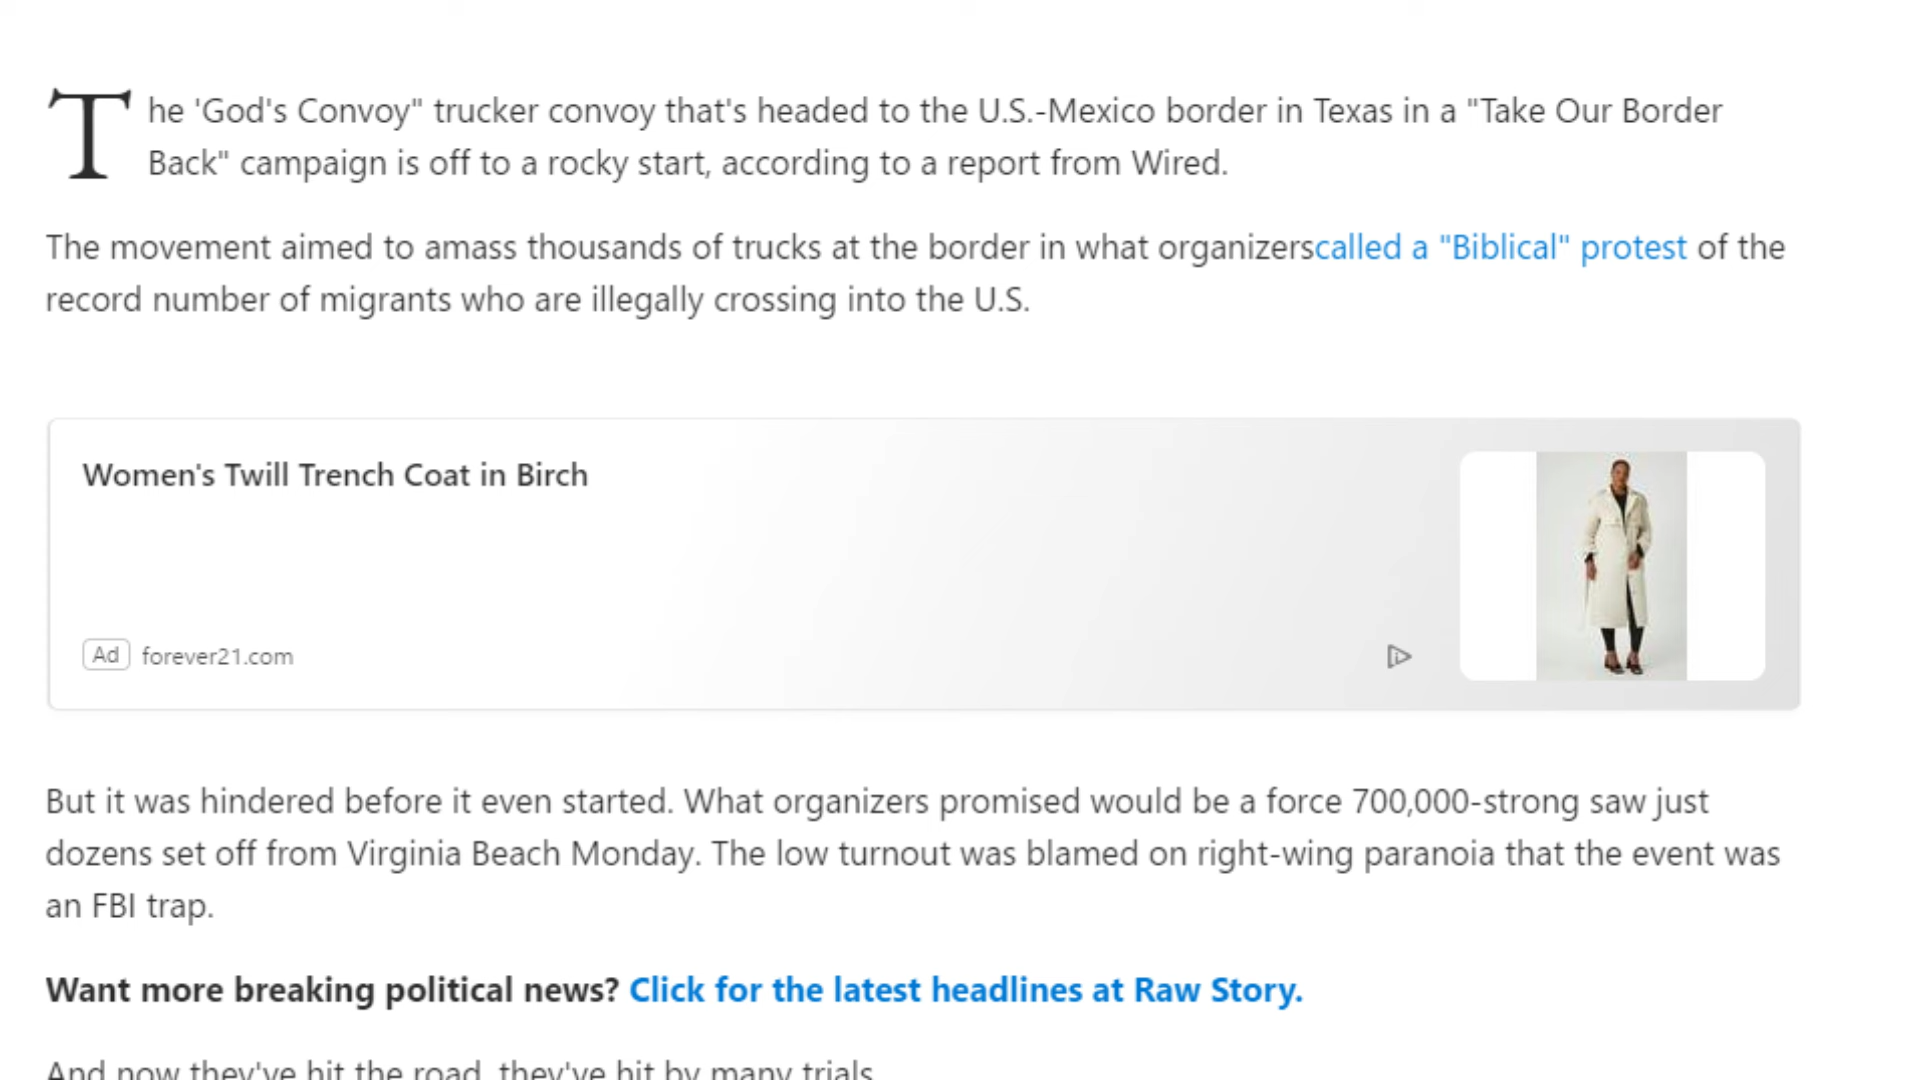 The 'God's Convoy" trucker convoy that's headed to the U.S.-Mexico border in Texas in a "Take Our Border
Back" campaign is off to a rocky start, according to a report from Wired.
The movement aimed to amass thousands of trucks at the border in what organizerscalled a "Biblical" protest of the
record number of migrants who are illegally crossing into the U.S.
Women's Twill Trench Coat in Birch
Ad forever21.com
But it was hindered before it even started. What organizers promised would be a force 700,000-strong saw just
dozens set off from Virginia Beach Monday. The low turnout was blamed on right-wing paranoia that the event was
an FBI trap.
Want more breaking political news? Click for the latest headlines at Raw Story.
And now they've hit the road, they've hit by many trials